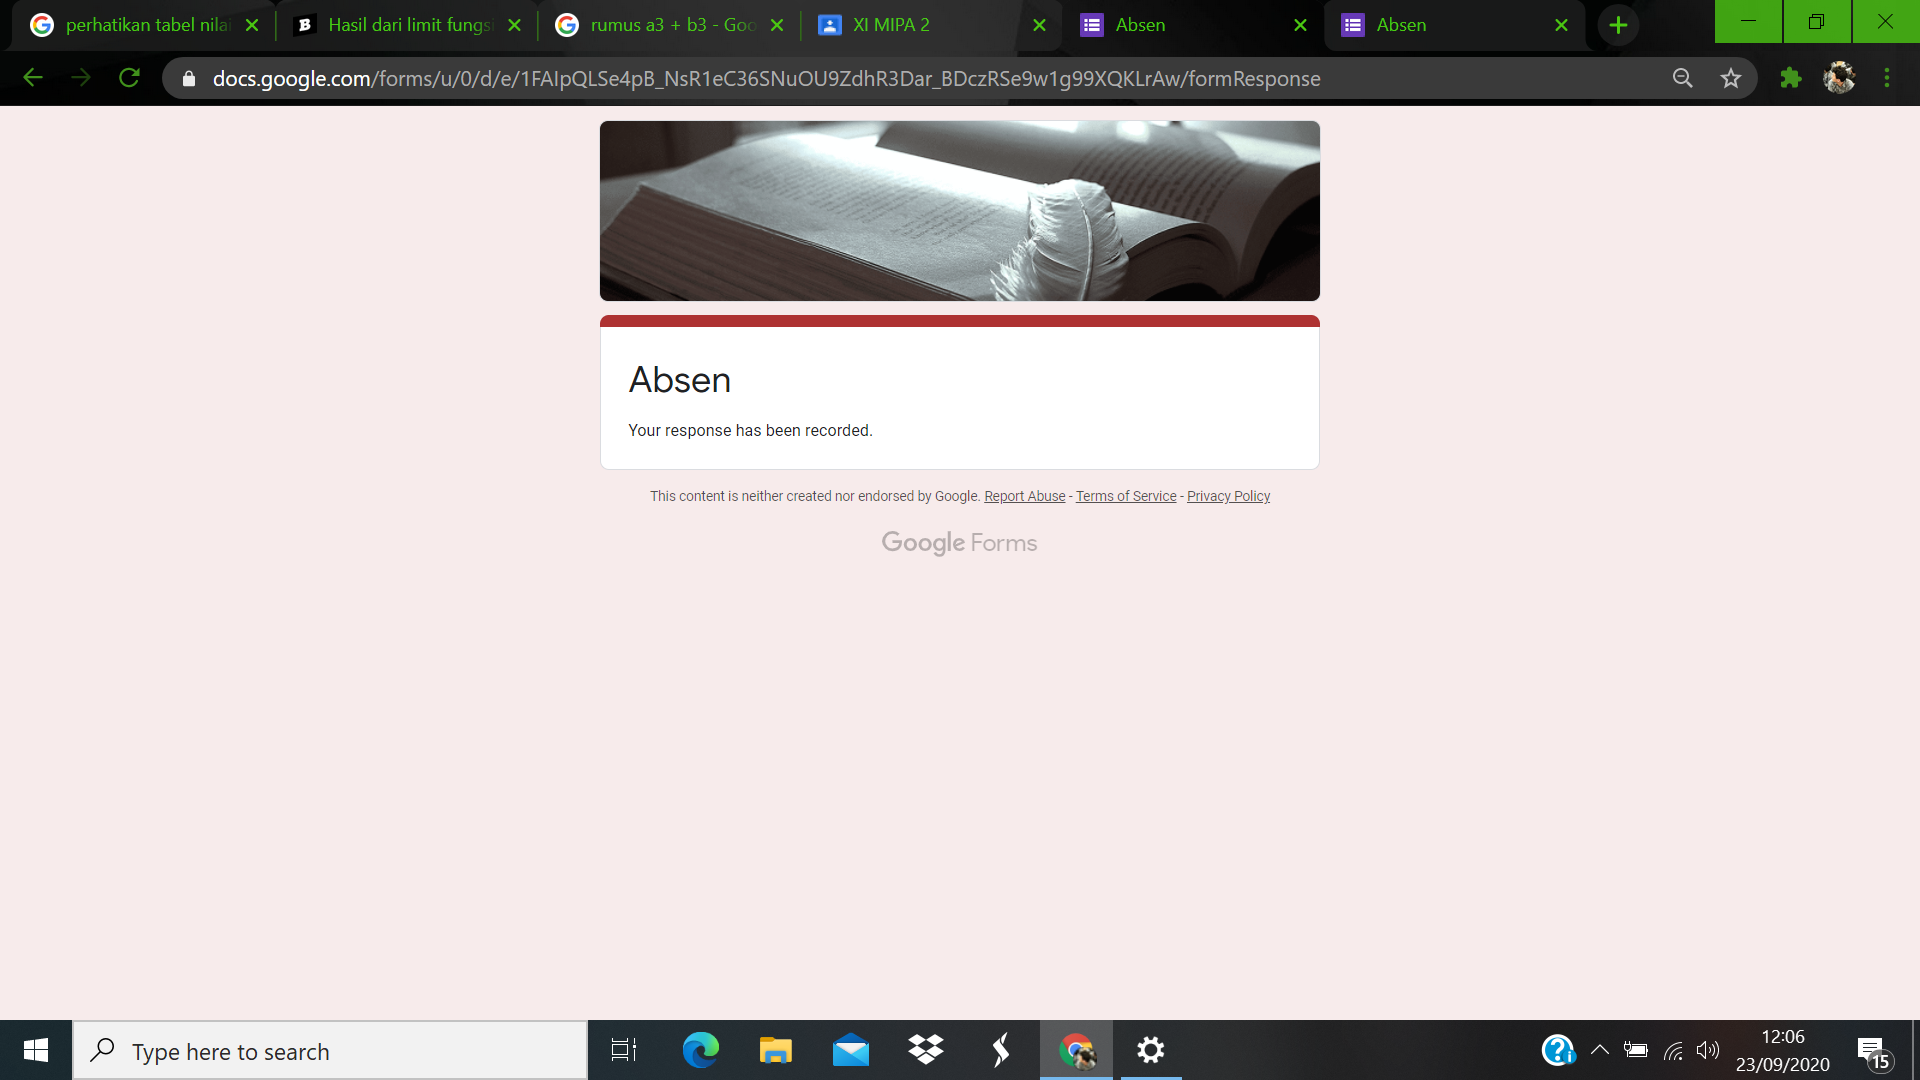 perhatikan tabel nilai
Hasil dari limit fungsi
rumus a3 + b3 - Goo
XI MIPA 2
Absen
Absen
docs.google.com/forms/u/0/d/e/1FAIpQLSe4pB_NsR1eC36SNuOU9ZdhR3Dar_BDczRSe9w1g99XQKLrAw/formResponse
Absen
Your response has been recorded.
This content is neither created nor endorsed by Google. Report Abuse - Terms of Service - Privacy Policy
Google Forms
Type here to search
12:06
23/09/2020
15